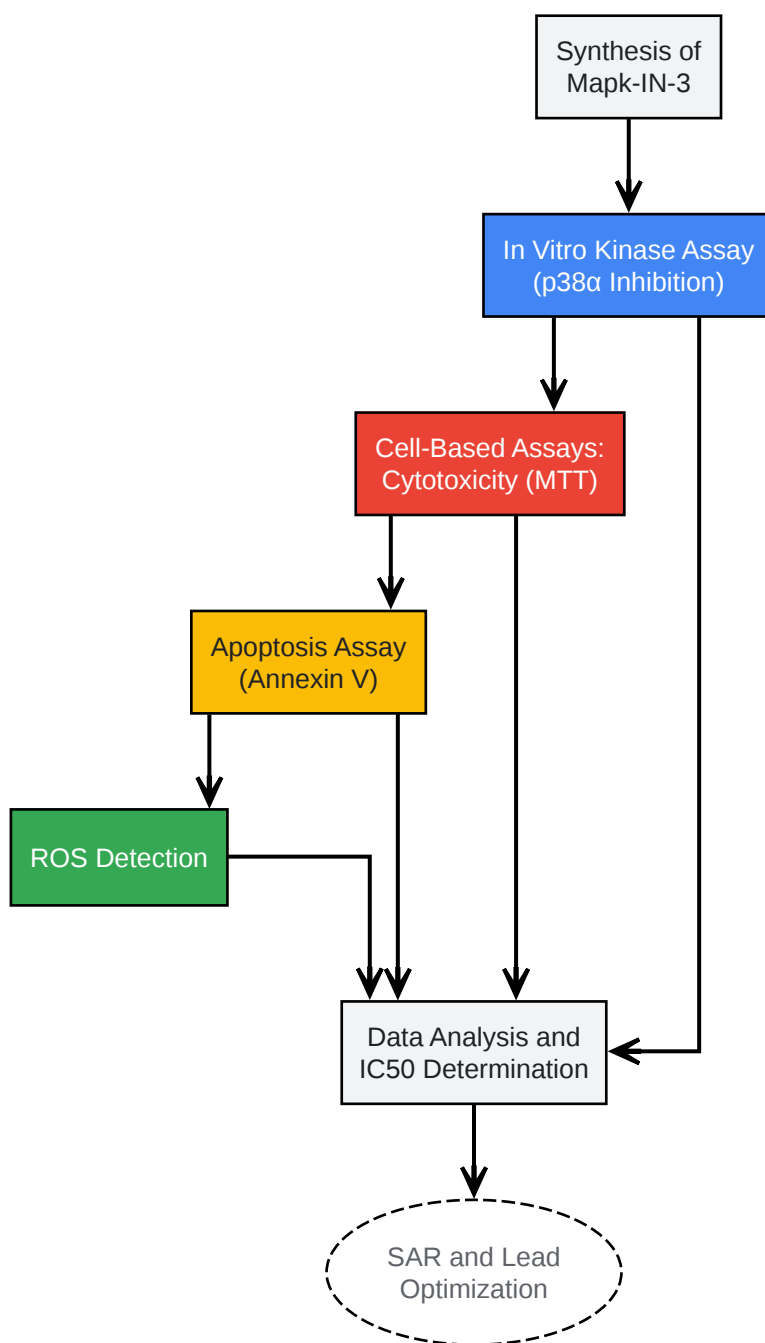 Synthesis of
Mapk-IN-3
In Vitro Kinase Assay
(p38α Inhibition)
Cell-Based Assays:
Cytotoxicity (MTT)
Apoptosis Assay
(Annexin V)
ROS Detection
Data Analysis and
IC50 Determination
SAR and Lead
Optimization